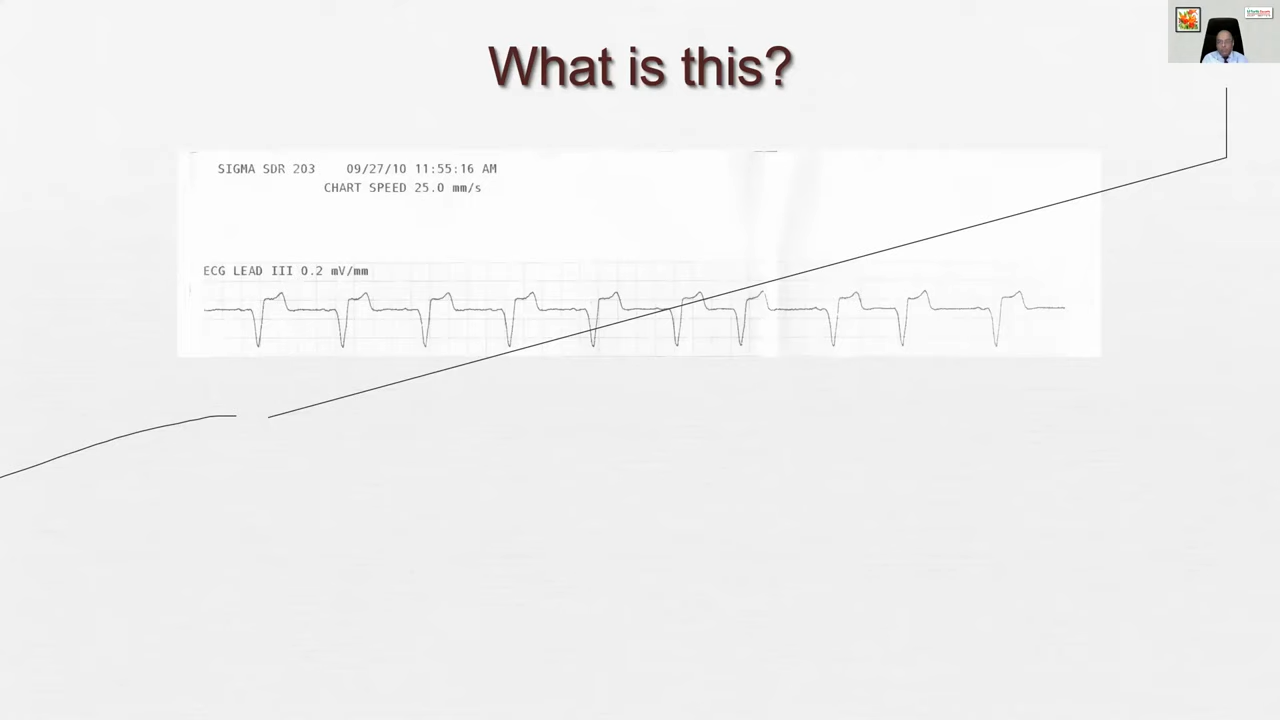 What is this?
SIGMA SDR 203 09/27/10 11:55:16 AM
CHART SPEED 25.0 mm/s
ECG LEAD III 0.2 mV/mm